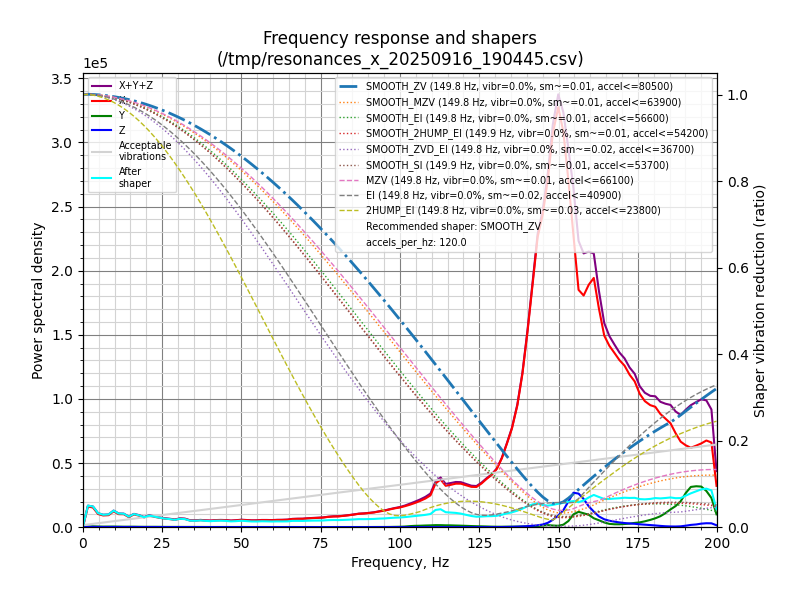 Frequency response and shapers
(/tmp/resonances_x_20250916_190445.csv)
1e5
3.5
3.0
2.5
2.0
1.5
1.0
0.5
0.0
Power spectral density
X+Y+Z
X
Y
Z
Acceptable
vibrations
After
shaper
SMOOTH_ZV (149.8 Hz, vibr=0.0%, sm~=0.01, accel<=80500)
SMOOTH_MZV (149.8 Hz, vibr=0.0%, sm~=0.01, accel<=63900)
SMOOTH_EI (149.8 Hz, vibr=0.0%, sm~=0.01, accel<=56600)
SMOOTH_2HUMP_EI (149.9 Hz, vibr=0.0%, sm~=0.01, accel<=54200)
SMOOTH_ZVD_EI (149.8 Hz, vibr=0.0%, sm~=0.02, accel<=36700)
SMOOTH_SI (149.9 Hz, vibr=0.0%, sm~=0.01, accel<=53700)
MZV (149.8 Hz, vibr=0.0%, sm~=0.01, accel<=66100)
EI (149.8 Hz, vibr=0.0%, sm~=0.02, accel<=40900)
2HUMP_EI (149.8 Hz, vibr=0.0%, sm~=0.03, accel<=23800)
Recommended shaper: SMOOTH_ZV
accels_per_hz: 120.0
1.0
0.8
0.6
0.4
0.2
0.0
Shaper vibration reduction (ratio)
0 25 50 75 100 125 150 175 200
Frequency, Hz